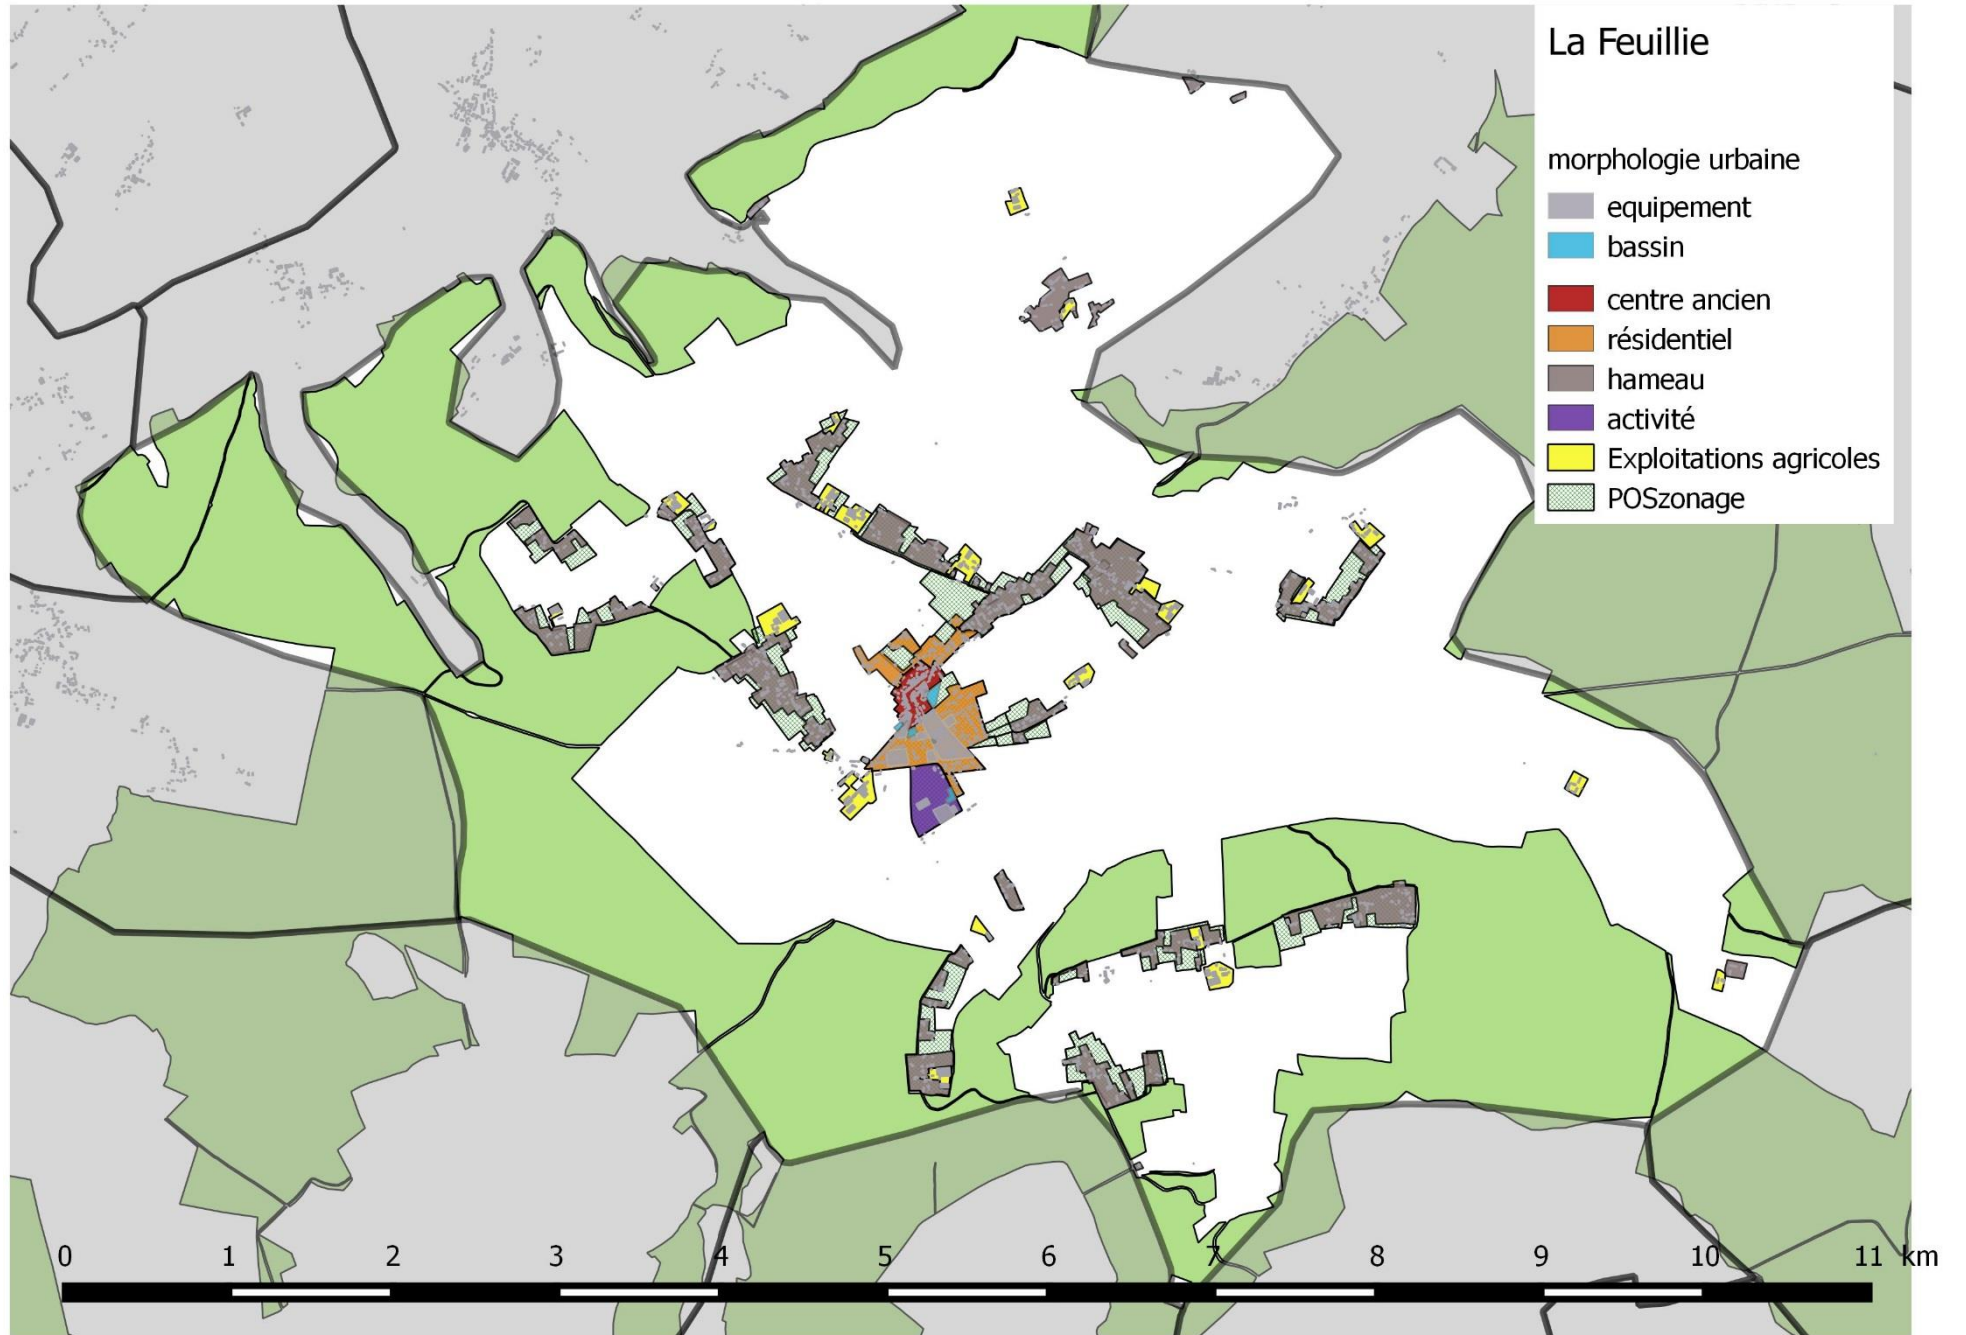 La Feuillie
morphologie urbaine
equipement
bassin
centre ancien
résidentiel
hameau
activité
Exploitations agricoles
POSzonage
0 1 2 3 4 5 6 7 8 9 10 11 km